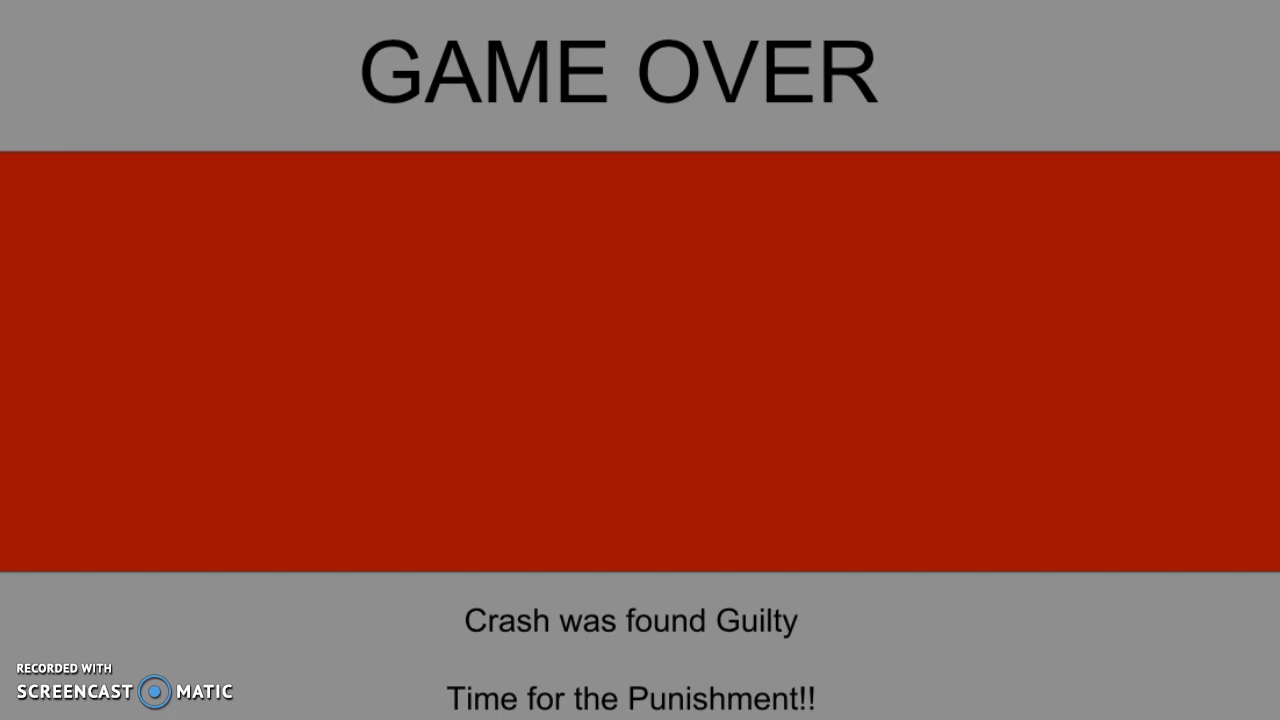 GAME OVER
Crash was found Guilty
Time for the Punishment!!
RECORDED WITH
SCREENCAST MATIC